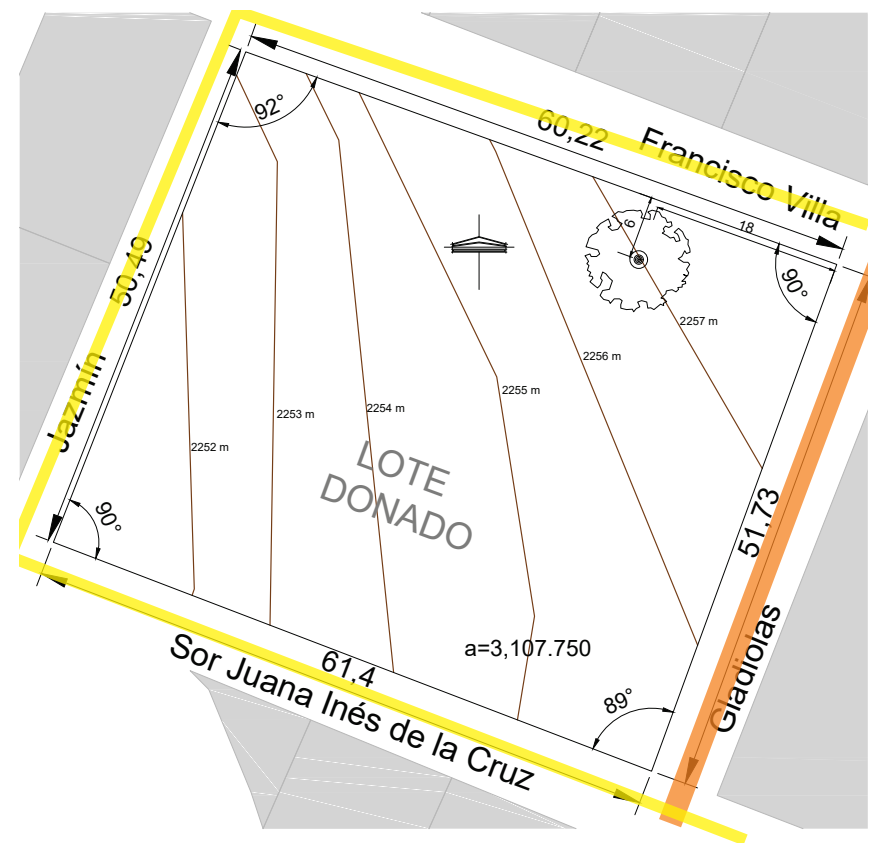 92°
60,22
Francisco Villa
6
18
90°
50,49
2257 m
2256 m
Jazmín
2255 m
2254 m
2253 m
2252 m
LOTE
DONADO
90°
51,73
Gladiolas
a=3,107.750
61,4
89°
Sor Juana Inés de la Cruz